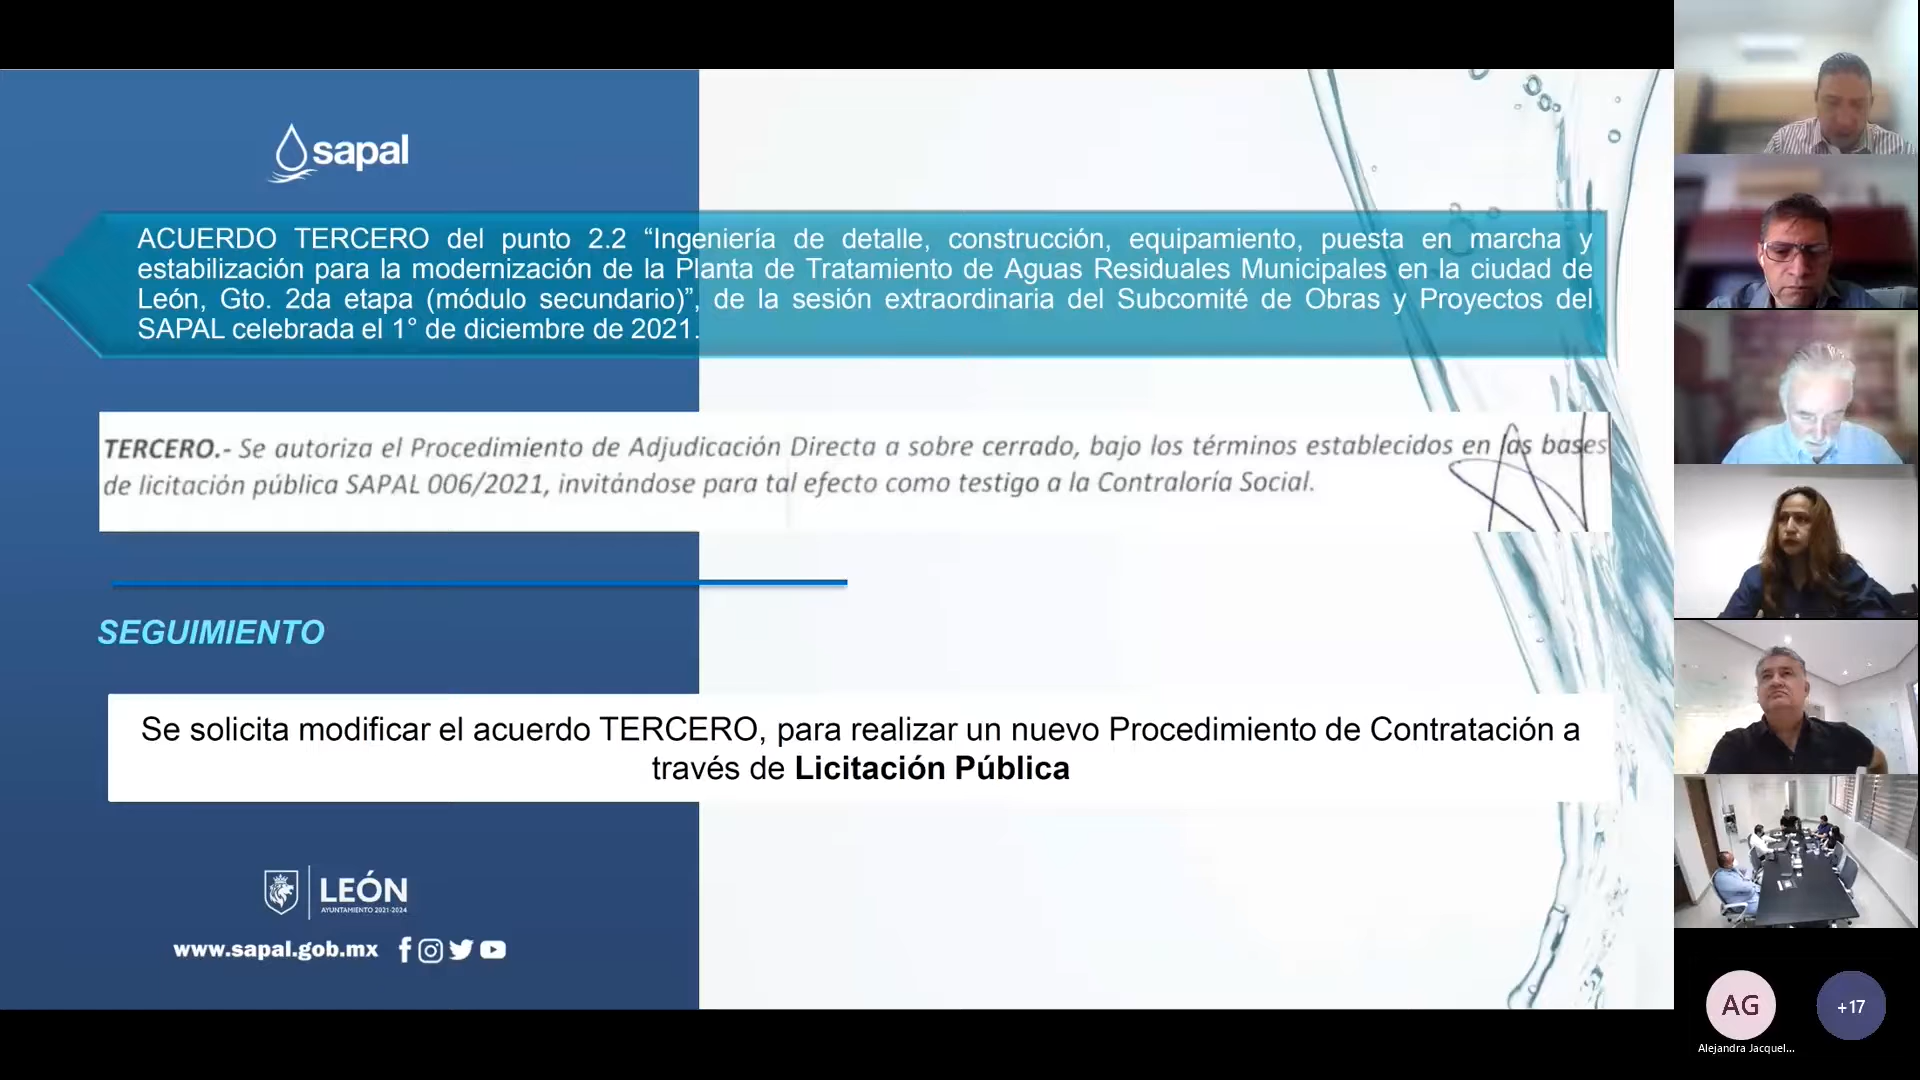 sapal
ACUERDO TERCERO del punto 2.2 “Ingeniería de detalle, construcción, equipamiento, puesta en marcha y
estabilización para la modernización de la Planta de Tratamiento de Aguas Residuales Municipales en la ciudad de
León, Gto. 2da etapa (módulo secundario)”, de la sesión extraordinaria del Subcomité de Obras y Proyectos del
SAPAL celebrada el 1° de diciembre de 2021.
TERCERO.- Se autoriza el Procedimiento de Adjudicación Directa a sobre cerrado, bajo los términos establecidos en las bases
de licitación pública SAPAL 006/2021, invitándose para tal efecto como testigo a la Contraloría Social.
SEGUIMIENTO
Se solicita modificar el acuerdo TERCERO, para realizar un nuevo Procedimiento de Contratación a
través de Licitación Pública
LEÓN
AYUNTAMIENTO 2021-2024
www.sapal.gob.mx
AG
+17
Alejandra Jacquel...